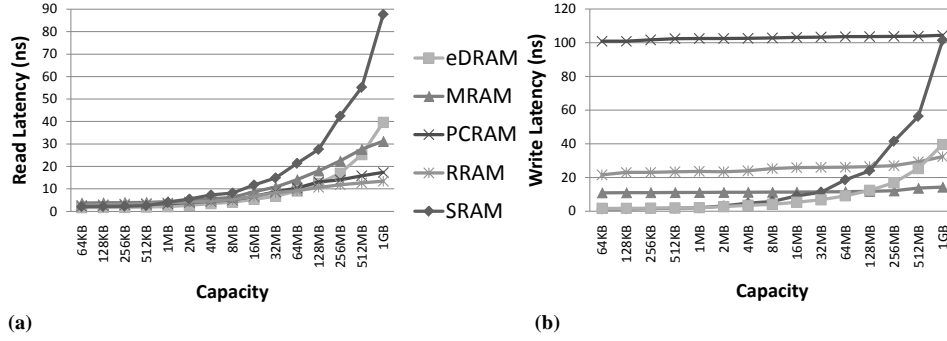 90
80
70
60
50
40
30
20
10
0
Read Latency (ns)
64KB
128KB
256KB
512KB
1MB
2MB
4MB
8MB
16MB
32MB
64MB
128MB
256MB
512MB
1GB
Capacity
(a)
eDRAM
MRAM
PCRAM
RRAM
SRAM
120
100
80
60
40
20
0
Write Latency (ns)
64KB
128KB
256KB
512KB
1MB
2MB
4MB
8MB
16MB
32MB
64MB
128MB
256MB
512MB
1GB
Capacity
(b)